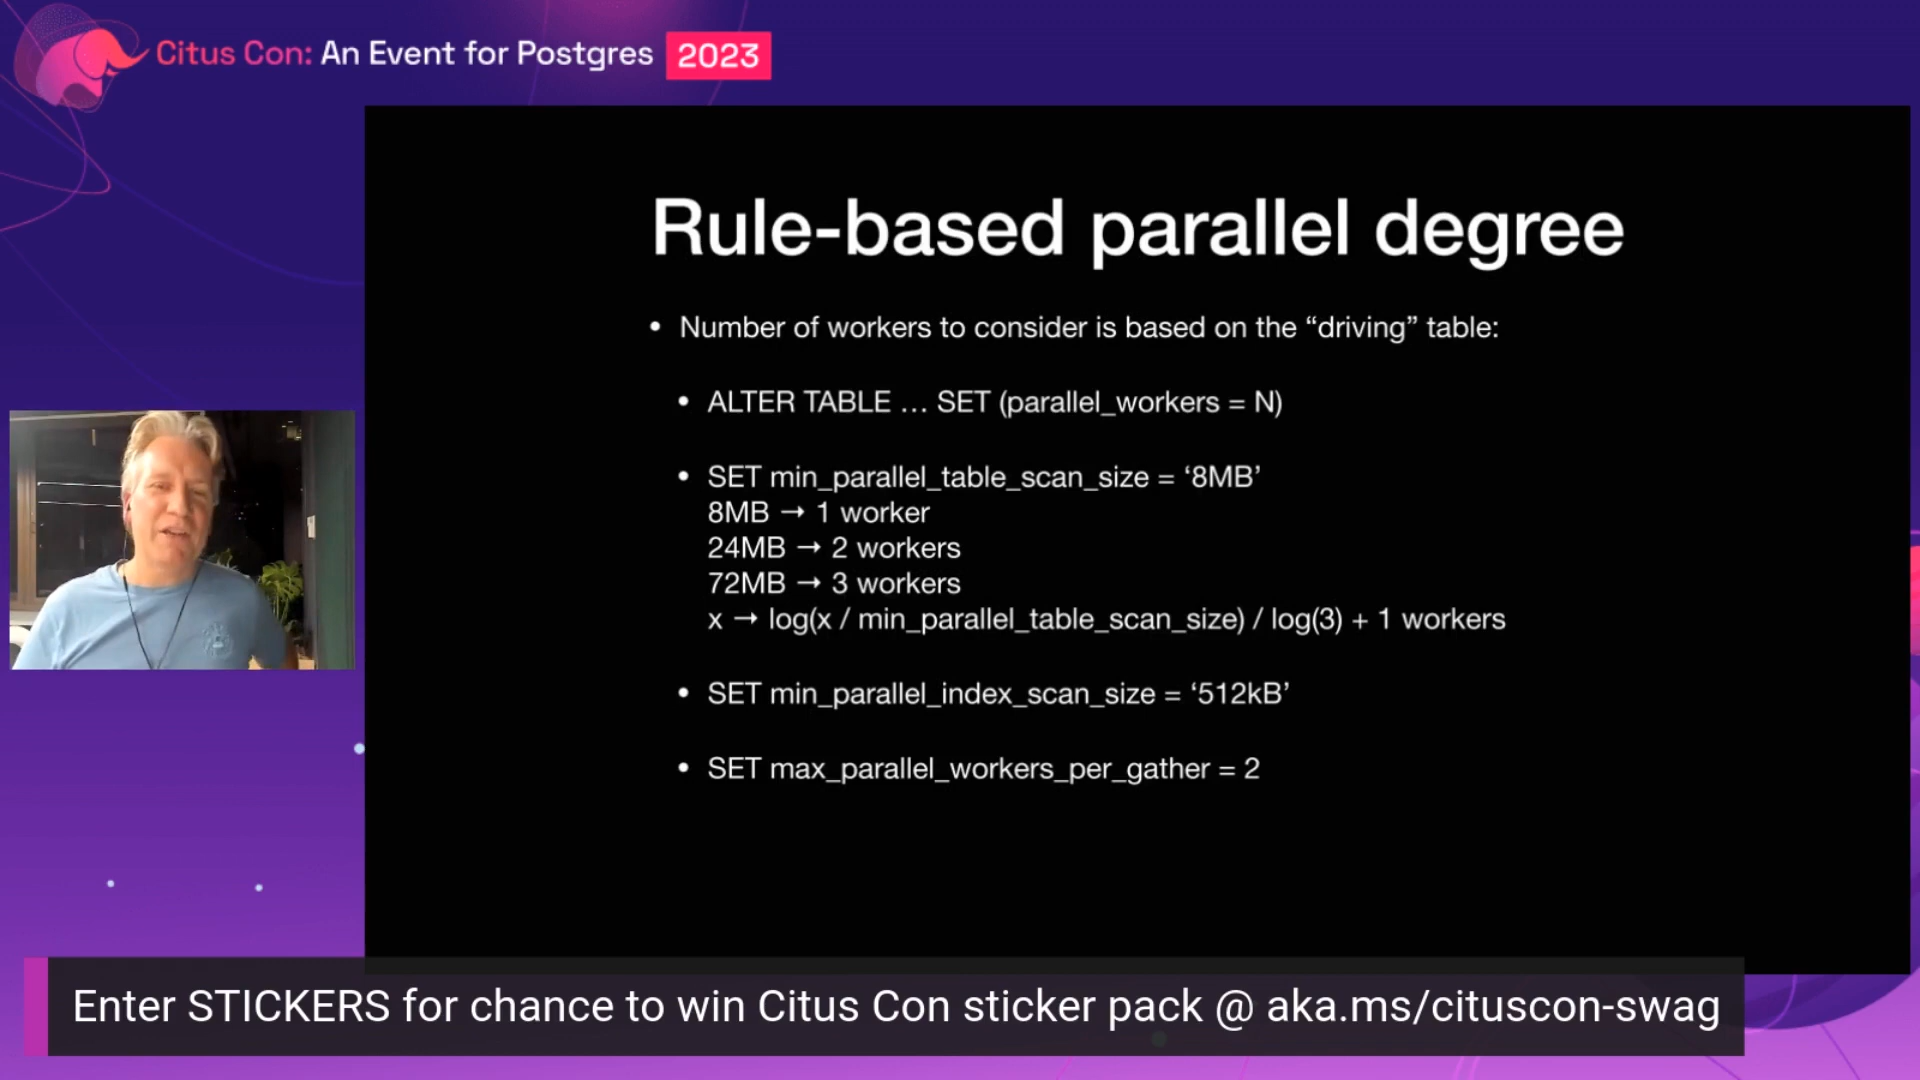 Citus Con: An Event for Postgres 2023
Rule-based parallel degree
• Number of workers to consider is based on the “driving” table:
• ALTER TABLE … SET (parallel_workers = N)
• SET min_parallel_table_scan_size = ‘8MB’
8MB → 1 worker
24MB → 2 workers
72MB → 3 workers
x → log(x / min_parallel_table_scan_size) / log(3) + 1 workers
• SET min_parallel_index_scan_size = ‘512kB’
• SET max_parallel_workers_per_gather = 2
Enter STICKERS for chance to win Citus Con sticker pack @ aka.ms/cituscon-swag